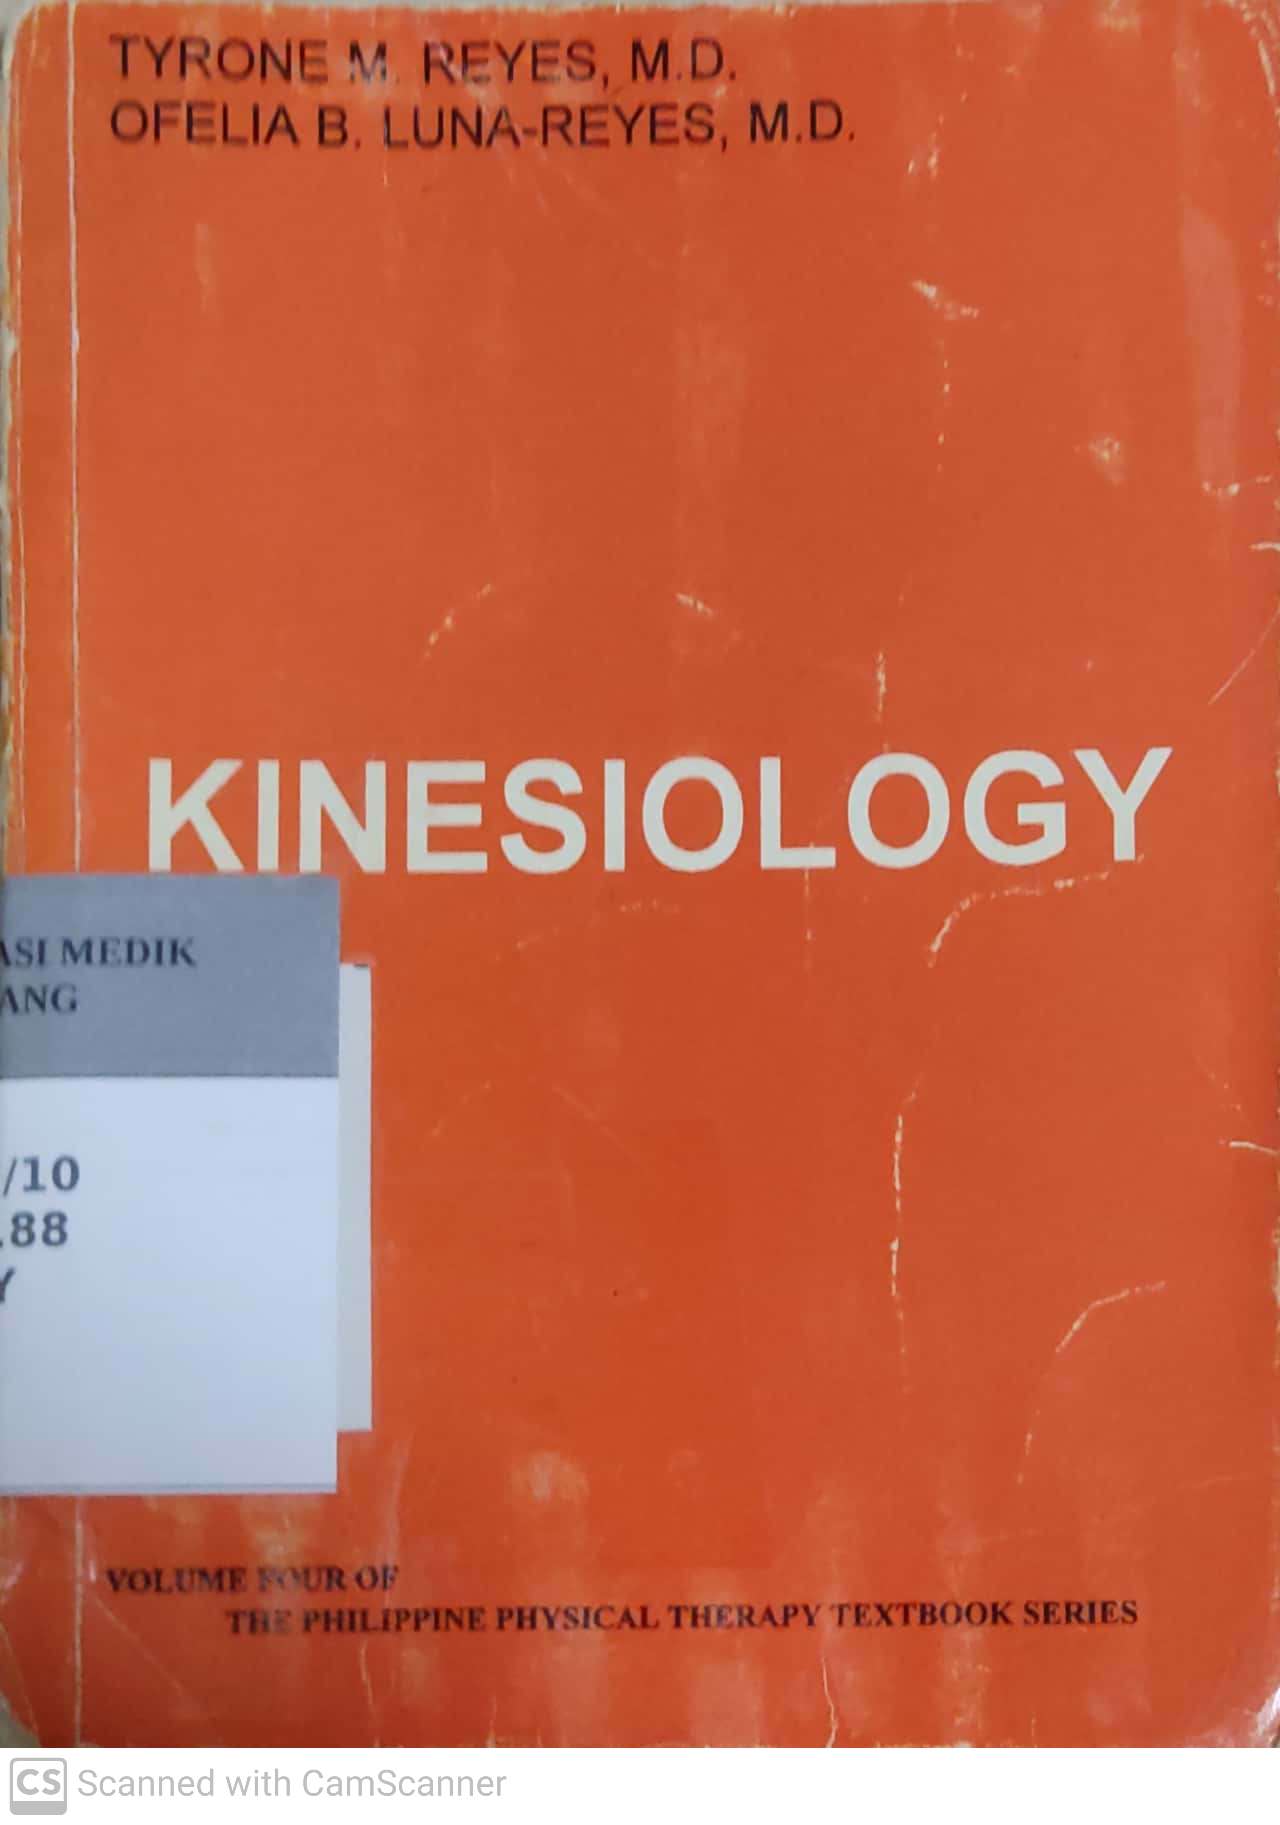 TYRONE M. REYES, M.D.
OFELIA B. LUNA-REYES, M.D.
KINESIOLOGY
ASI MEDIK
ANG
/10
.88
Y
VOLUME FOUR OF
THE PHILIPPINE PHYSICAL THERAPY TEXTBOOK SERIES
CS Scanned with CamScanner